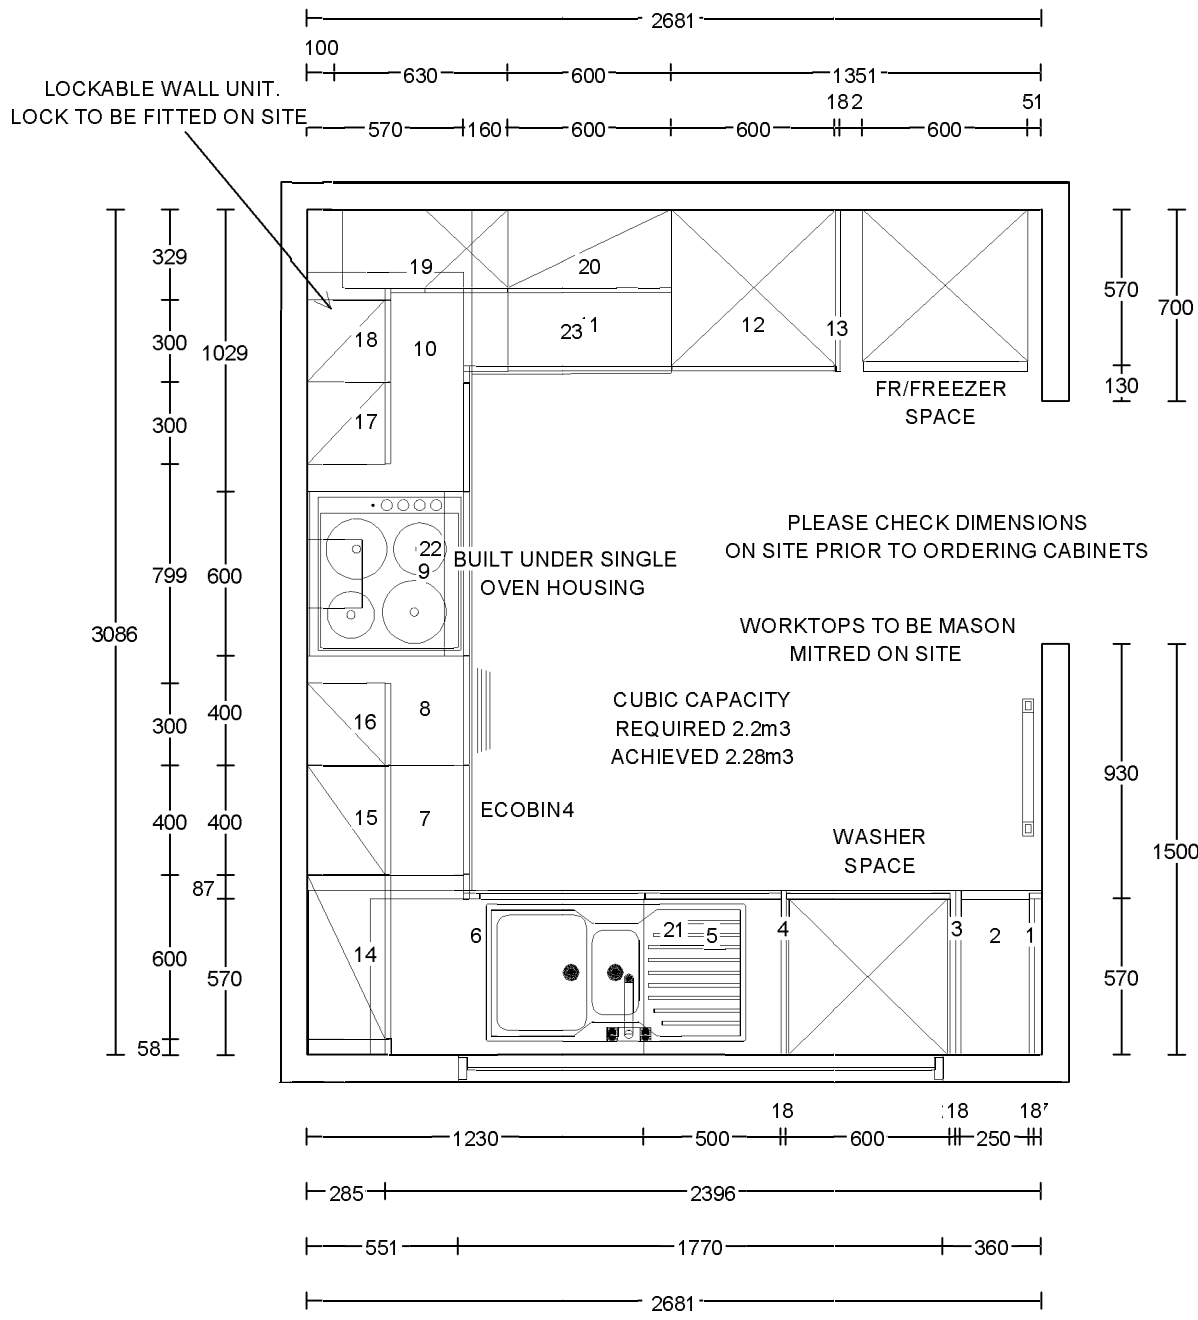 2681
100
630 600 1351
LOCKABLE WALL UNIT.
LOCK TO BE FITTED ON SITE
182 51
570 160 600 600 600
329
300
1029
300
799 600
3086
300 400
400 400
87
600
570
58
19 20
18 10 23 1 12 13
17
FR/FREEZER
SPACE
570
700
130
22
9
BUILT UNDER SINGLE
OVEN HOUSING
PLEASE CHECK DIMENSIONS
ON SITE PRIOR TO ORDERING CABINETS
WORKTOPS TO BE MASON
MITRED ON SITE
CUBIC CAPACITY
REQUIRED 2.2m3
ACHIEVED 2.28m3
16 8
15 7
ECOBIN4
WASHER
SPACE
930
1500
570
14 6 21 5 4 3 2 1
18 18 18
1230 500 600 250
285 2396
551 1770 360
2681